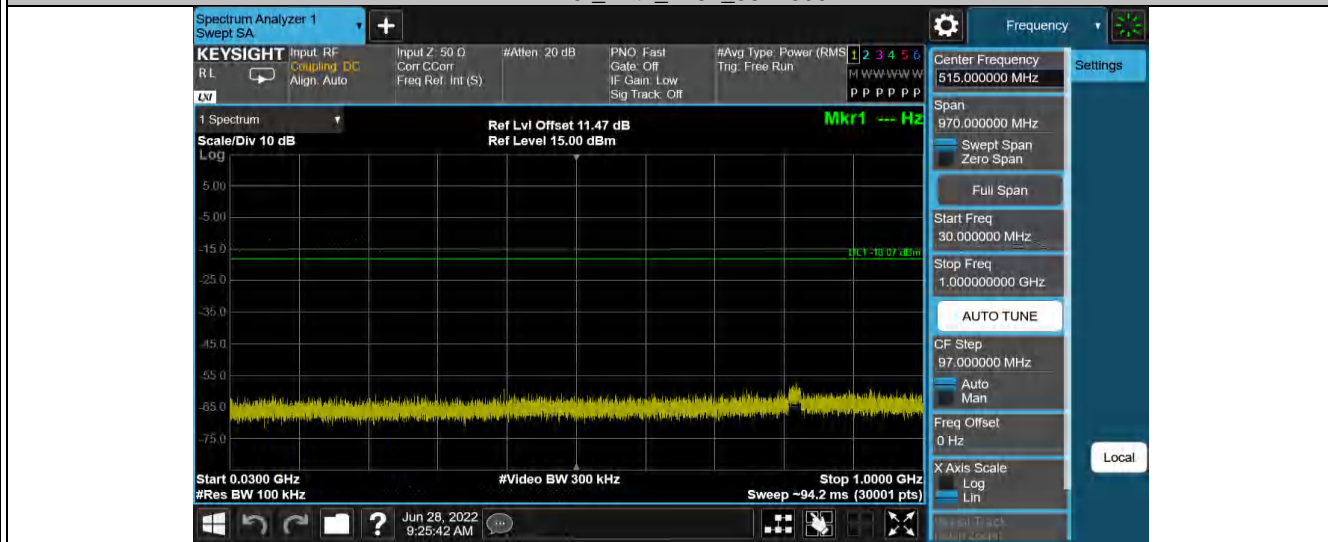 Spectrum Analyzer 1
Swept SA
Frequency
KEYSIGHT
RL
LXI
Input: RF
Coupling: DC
Align: Auto
Input Z: 50 Ω
Corr CCorr
Freq Ref: Int (S)
#Atten: 20 dB
PNO: Fast
Gate: Off
IF Gain: Low
Sig Track: Off
#Avg Type: Power (RMS
Trig: Free Run
1 2 3 4 5 6
M W W W W W
P P P P P P
1 Spectrum
Scale/Div 10 dB
Log
Ref Lvl Offset 11.47 dB
Ref Level 15.00 dBm
Mkr1 --- Hz
5.00
-5.00
-15.0
-25.0
-35.0
-45.0
-55.0
-65.0
-75.0
Start 0.0300 GHz
#Res BW 100 kHz
#Video BW 300 kHz
Stop 1.0000 GHz
Sweep ~94.2 ms (30001 pts)
Jun 28, 2022
9:25:42 AM
Center Frequency
515.000000 MHz
Span
970.000000 MHz
Swept Span
Zero Span
Full Span
Start Freq
30.000000 MHz
Stop Freq
1.000000000 GHz
AUTO TUNE
CF Step
97.000000 MHz
Auto
Man
Freq Offset
0 Hz
X Axis Scale
Log
Lin
Settings
Local